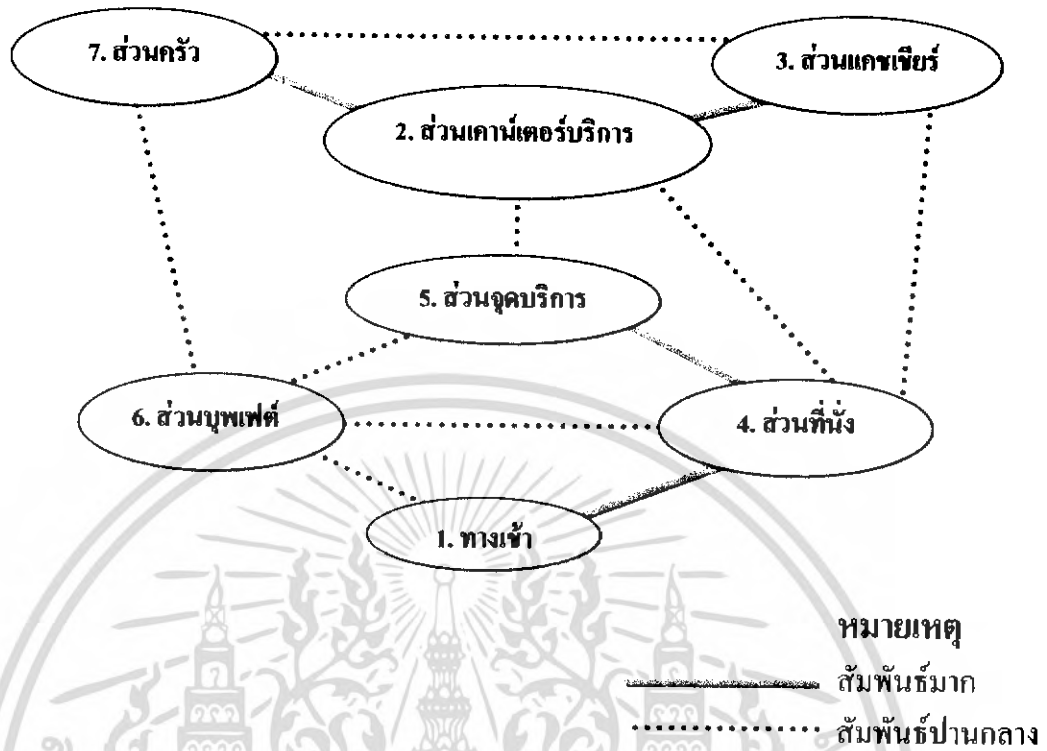 7. ส่วนครัว
3. ส่วนแคชเชียร์
2. ส่วนเคาน์เตอร์บริการ
5. ส่วนจุดบริการ
6. ส่วนบุพเฟต์
4. ส่วนที่นั่ง
1. ทางเข้า
หมายเหตุ
สัมพันธ์มาก
สัมพันธ์ปานกลาง